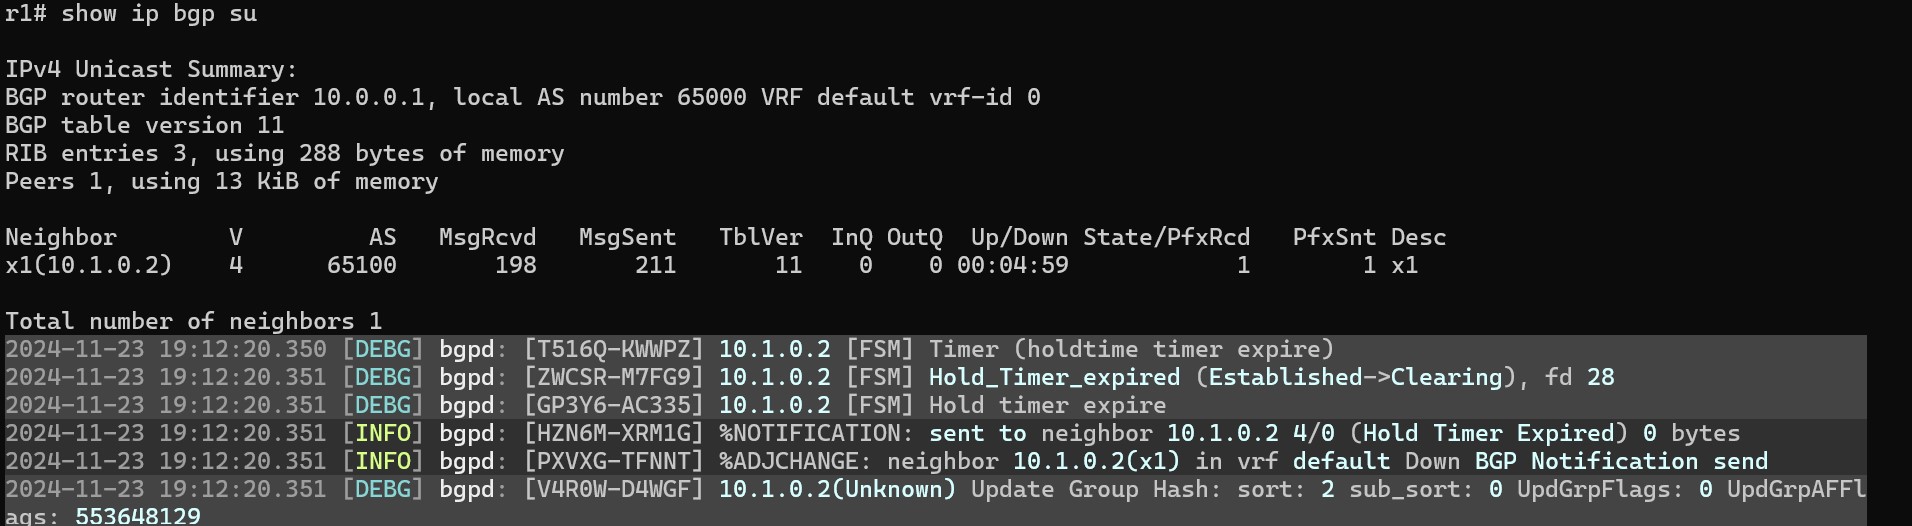 r1# show ip bgp su
IPv4 Unicast Summary:
BGP router identifier 10.0.0.1, local AS number 65000 VRF default vrf-id 0
BGP table version 11
RIB entries 3, using 288 bytes of memory
Peers 1, using 13 KiB of memory
Neighbor        V         AS   MsgRcvd   MsgSent   TblVer  InQ OutQ  Up/Down State/PfxRcd   PfxSnt Desc
x1(10.1.0.2)    4      65100       198       211       11    0    0 00:04:59            1        1 x1
Total number of neighbors 1
2024-11-23 19:12:20.350 [DEBG] bgpd: [T516Q-KWWPZ] 10.1.0.2 [FSM] Timer (holdtime timer expire)
2024-11-23 19:12:20.351 [DEBG] bgpd: [ZWCSR-M7FG9] 10.1.0.2 [FSM] Hold_Timer_expired (Established->Clearing), fd 28
2024-11-23 19:12:20.351 [DEBG] bgpd: [GP3Y6-AC335] 10.1.0.2 [FSM] Hold timer expire
2024-11-23 19:12:20.351 [INFO] bgpd: [HZN6M-XRM1G] %NOTIFICATION: sent to neighbor 10.1.0.2 4/0 (Hold Timer Expired) 0 bytes
2024-11-23 19:12:20.351 [INFO] bgpd: [PXVXG-TFNNT] %ADJCHANGE: neighbor 10.1.0.2(x1) in vrf default Down BGP Notification send
2024-11-23 19:12:20.351 [DEBG] bgpd: [V4R0W-D4WGF] 10.1.0.2(Unknown) Update Group Hash: sort: 2 sub_sort: 0 UpdGrpFlags: 0 UpdGrpAFFl
ags: 553648129